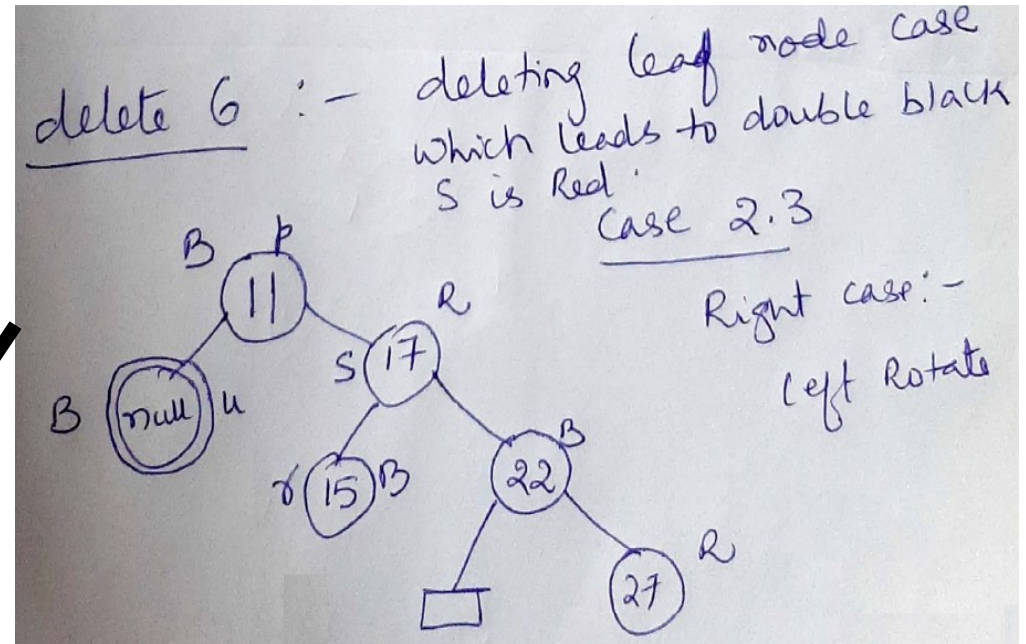 delete 6 :- deleting leaf node case
which leads to double black
S is Red.
Case 2.3
Right case:-
left Rotate
B P
11
R
S 17
B null u
r 15 B
B
22
R
27